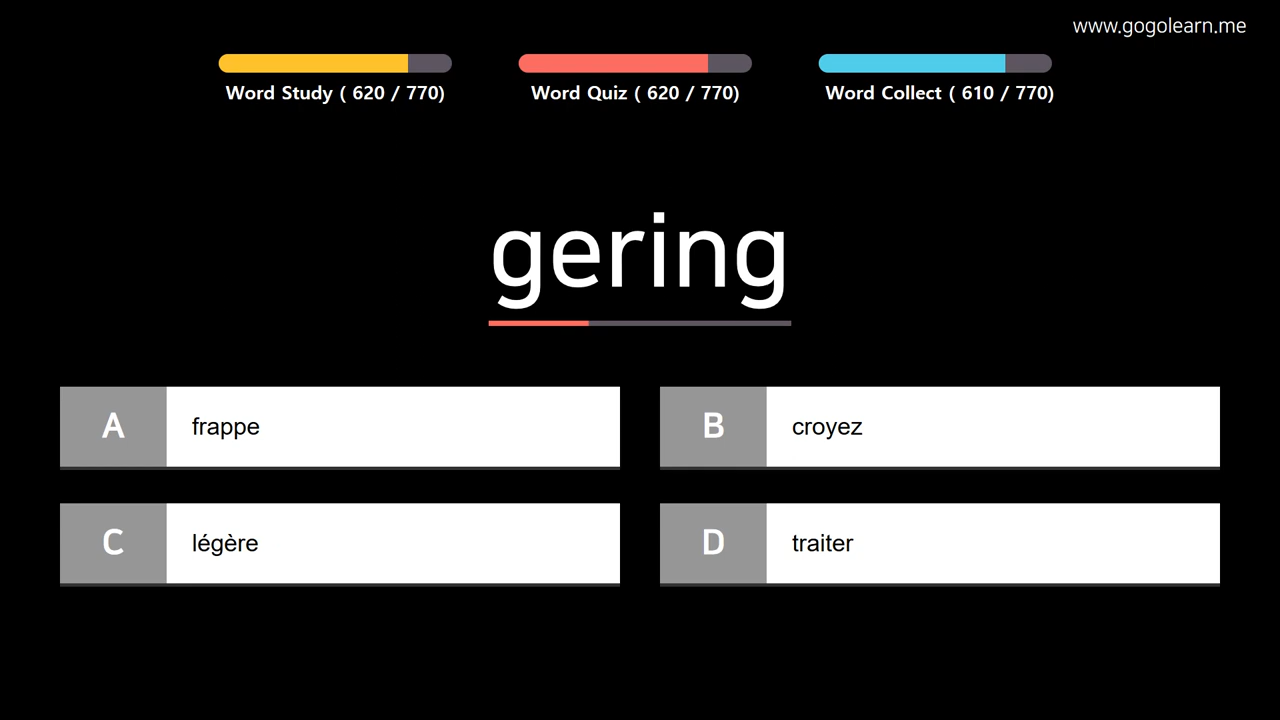 www.gogolearn.me
Word Study ( 620 / 770)
Word Quiz ( 620 / 770)
Word Collect ( 610 / 770)
gering
A frappe
B croyez
C légère
D traiter